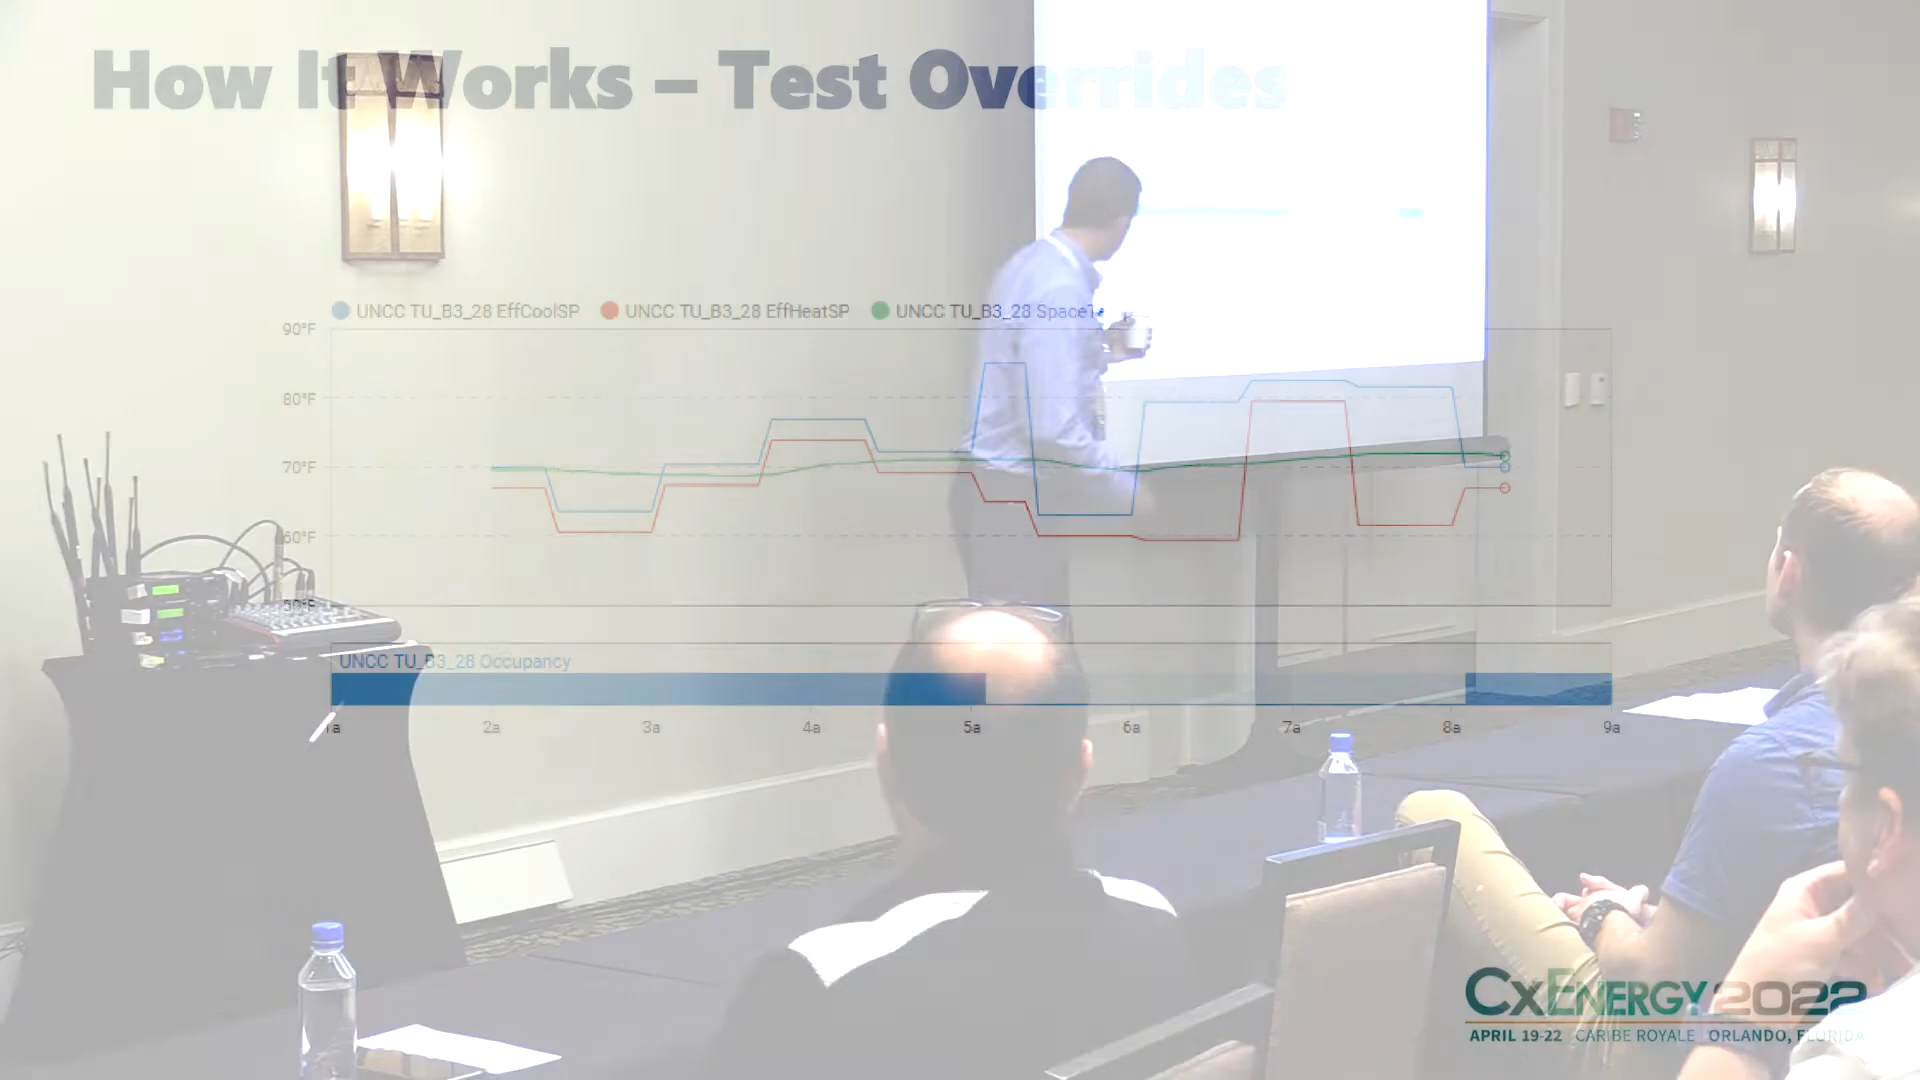 How It Works – Test Overrides
UNCC TU_B3_28 EffCoolSP UNCC TU_B3_28 EffHeatSP UNCC TU_B3_28
90°F
80°F
70°F
60°F
50°F
UNCC TU_B3_28 Occupancy
1a 2a 3a 4a 5a 6a 7a 8a 9a
CxENERGY 2022
APRIL 19-22 CARIBE ROYALE ORLANDO, FLORIDA